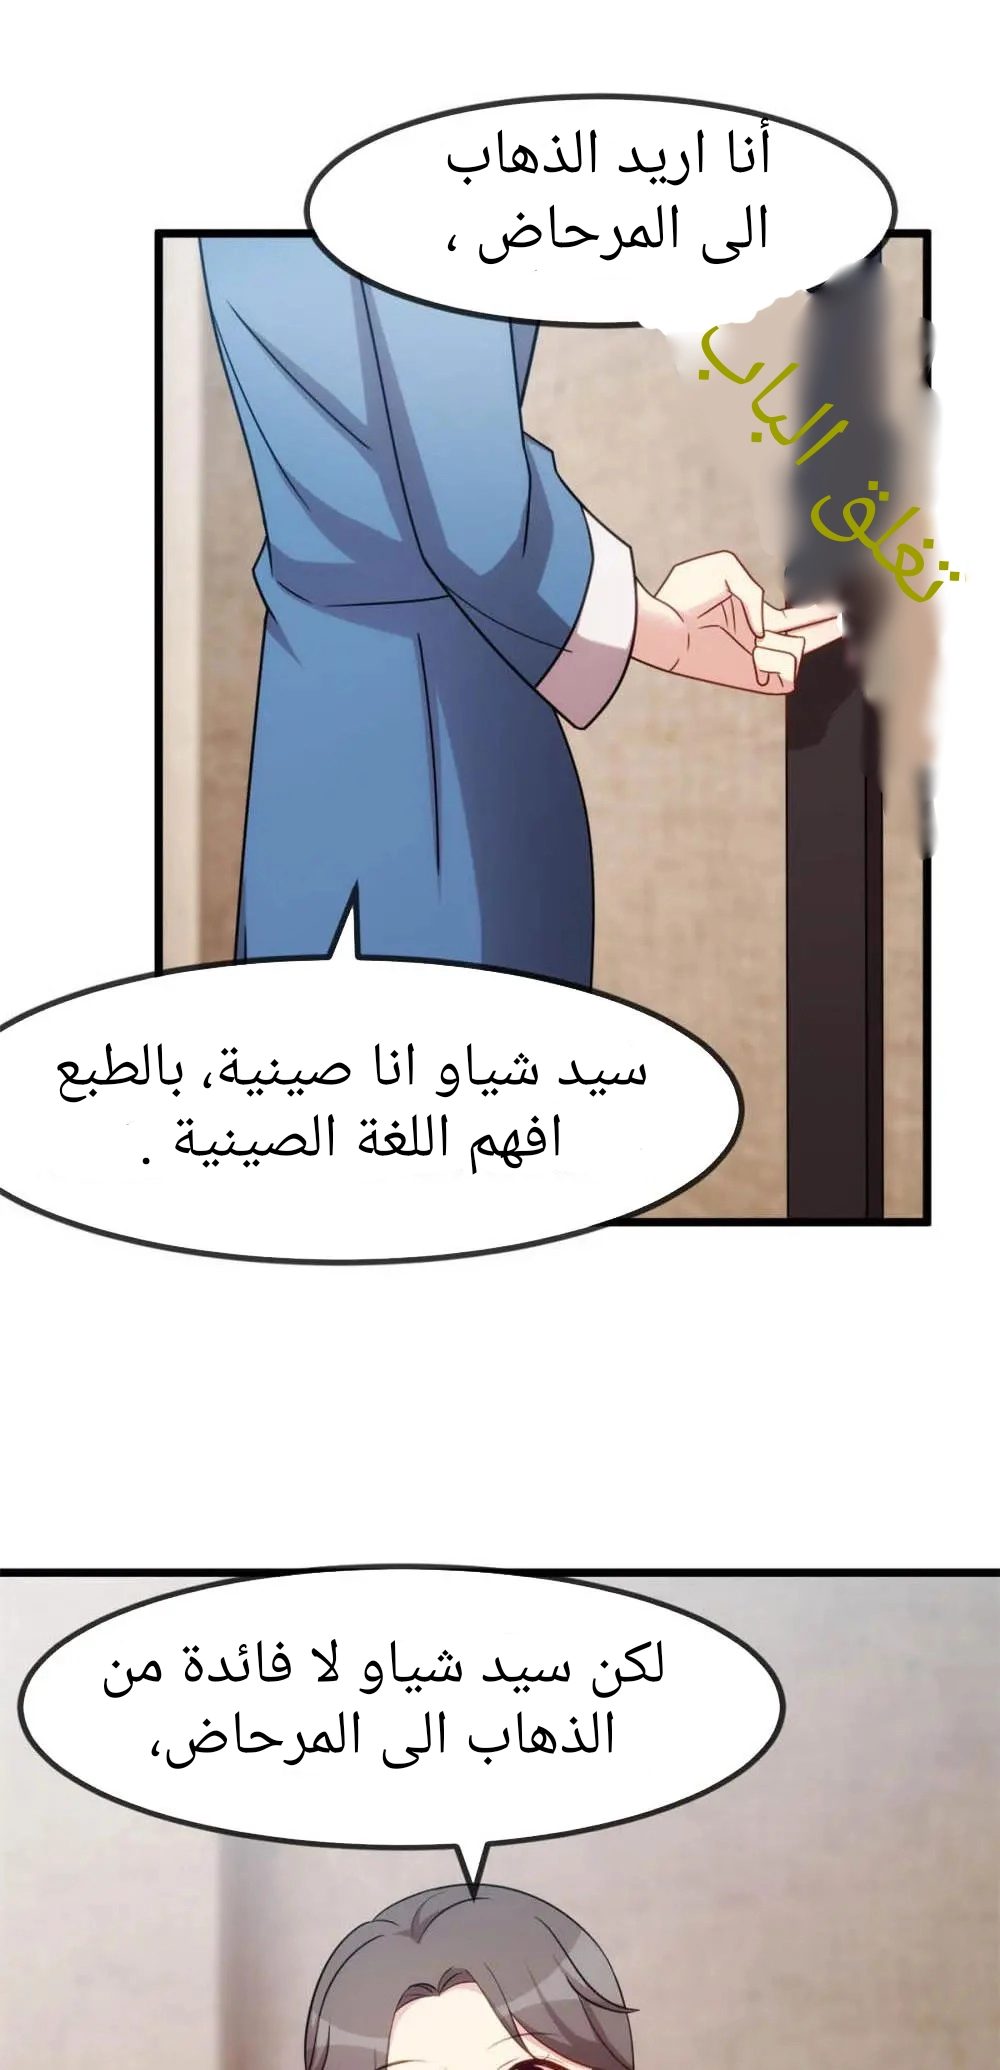 أنا اريد الذهاب
الى المرحاض ،
تغلق الباب
سيد شياو انا صينية، بالطبع
افهم اللغة الصينية .
لكن سيد شياو لا فائدة من
الذهاب الى المرحاض،